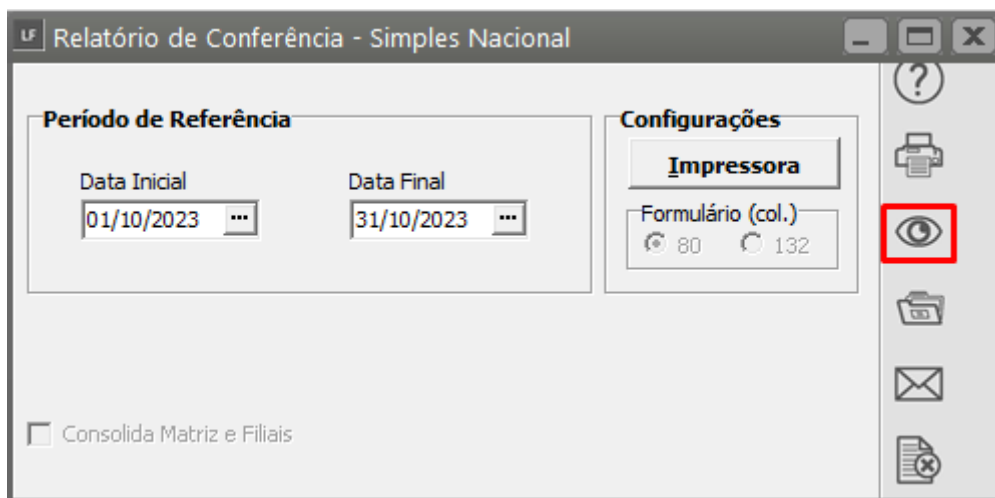 LF Relatório de Conferência - Simples Nacional
Período de Referência
Data Inicial
Data Final
01/10/2023 ...
31/10/2023 ...
Configurações
Impressora
Formulário (col.)
80
132
Consolida Matriz e Filiais
?